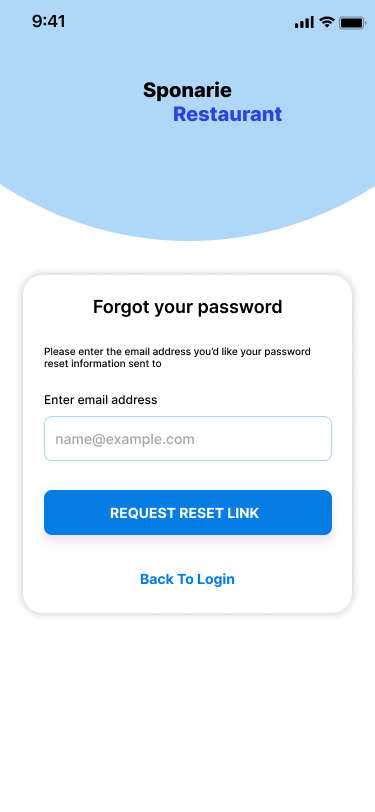 9:41
Sponarie
Restaurant
Forgot your password
Please enter the email address you'd like your password
reset information sent to
Enter email address
name@example.com
REQUEST RESET LINK
Back To Login